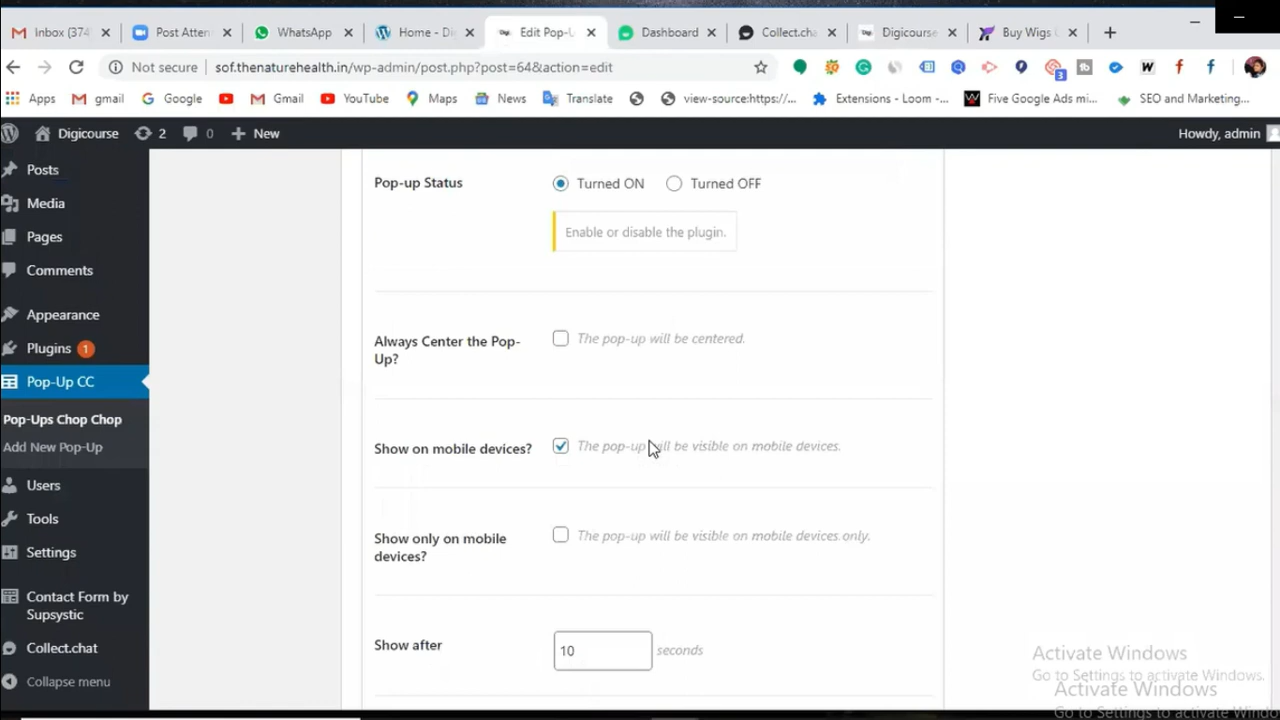 Inbox (374
Post Atten
WhatsApp
Home - Di
Edit Pop-U
Dashboard
Collect.cha
Digicourse
Buy Wigs
Not secure
sof.thenaturehealth.in/wp-admin/post.php?post=64&action=edit
3
Apps
gmail
Google
Gmail
YouTube
Maps
News
Translate
view-source:https://...
Extensions - Loom -...
Five Google Ads mi...
SEO and Marketing...
Digicourse
2
0
New
Howdy, admin
Posts
Media
Pages
Comments
Appearance
Plugins 1
Pop-Up CC
Pop-Ups Chop Chop
Add New Pop-Up
Users
Tools
Settings
Contact Form by
Supsystic
Collect.chat
Collapse menu
Pop-up Status
Turned ON
Turned OFF
Enable or disable the plugin.
Always Center the Pop-
Up?
The pop-up will be centered.
Show on mobile devices?
The pop-up will be visible on mobile devices.
Show only on mobile
devices?
The pop-up will be visible on mobile devices only.
Show after
10
seconds
Activate Windows
Go to Settings to activate Windows.
Activate Windows
Go to Settings to activate Windo